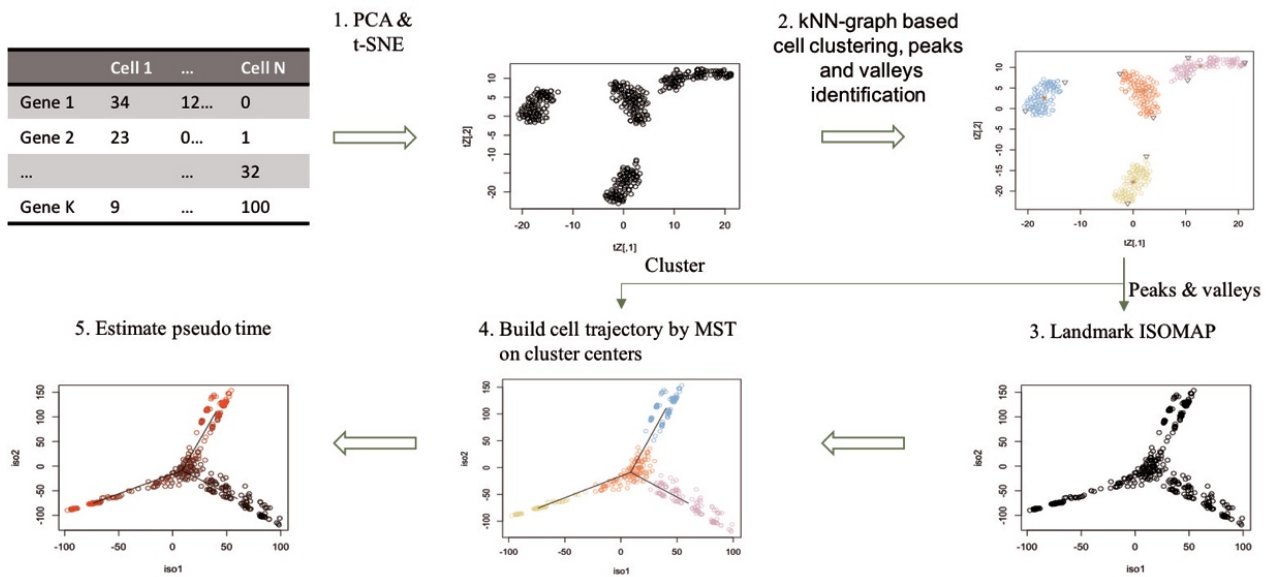 1. PCA &
t-SNE
2. kNN-graph based
cell clustering, peaks
and valleys
identification
Cell 1 ... Cell N
Gene 1 34 12... 0
Gene 2 23 0... 1
... ... 32
Gene K 9 ... 100
tZ[,2]
10
5
0
-5
-10
-15
-20
-20 -10 0 10 20
tZ[,1]
tZ[,2]
10
5
0
-5
-10
-15
-20
-20 -10 0 10 20
tZ[,1]
Cluster
Peaks & valleys
5. Estimate pseudo time
4. Build cell trajectory by MST
on cluster centers
3. Landmark ISOMAP
iso2
150
100
50
0
-50
-100
-100 -50 0 50 100
iso1
iso2
150
100
50
0
-50
-100
-100 -50 0 50 100
iso1
iso2
150
100
50
0
-50
-100
-100 -50 0 50 100
iso1